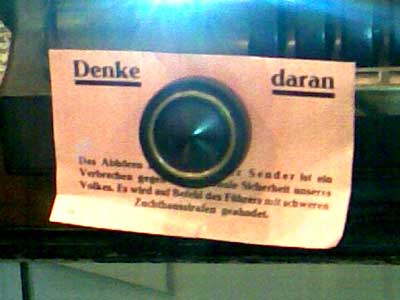 Denke daran
Das Abhören Sender ist ein
Verbrechen gegen Sicherheit unseres
Volkes. Es wird auf Befehl des Führers mit schweren
Zuchthausstrafen geahndet.